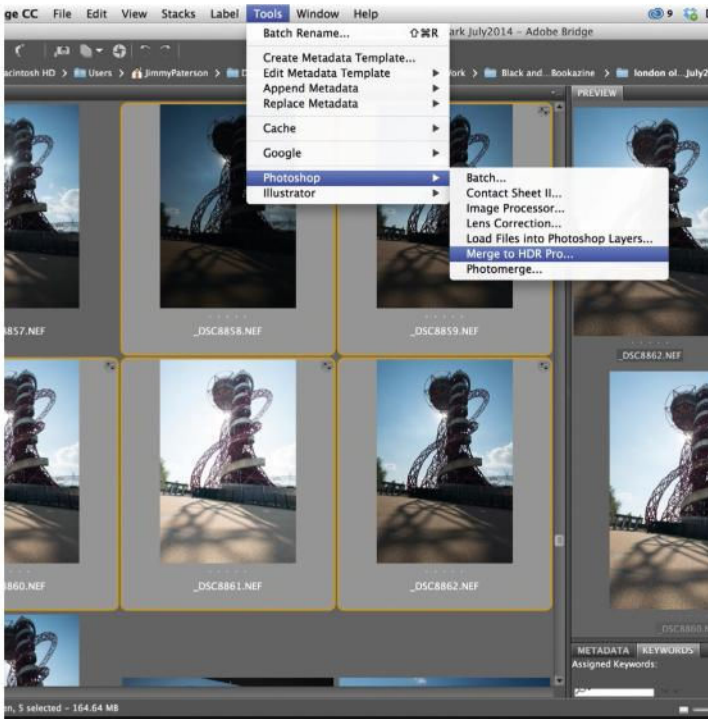 ge CC File Edit View Stacks Label Tools Window Help 9
ark July2014 – Adobe Bridge
acintosh HD > Users > JimmyPaterson > D
ork > Black and...Bookazine > london ol...July2
Batch Rename... ⇧⌘R
Create Metadata Template...
Edit Metadata Template
Append Metadata
Replace Metadata
Cache
Google
Photoshop
Illustrator
Batch...
Contact Sheet II...
Image Processor...
Lens Correction...
Load Files into Photoshop Layers...
Merge to HDR Pro...
Photomerge...
PREVIEW
8857.NEF
_DSC8858.NEF
_DSC8859.NEF
_DSC8862.NEF
8860.NEF
_DSC8861.NEF
_DSC8862.NEF
_DSC8860.N
METADATA KEYWORDS
Assigned Keywords:
en, 5 selected – 164.64 MB